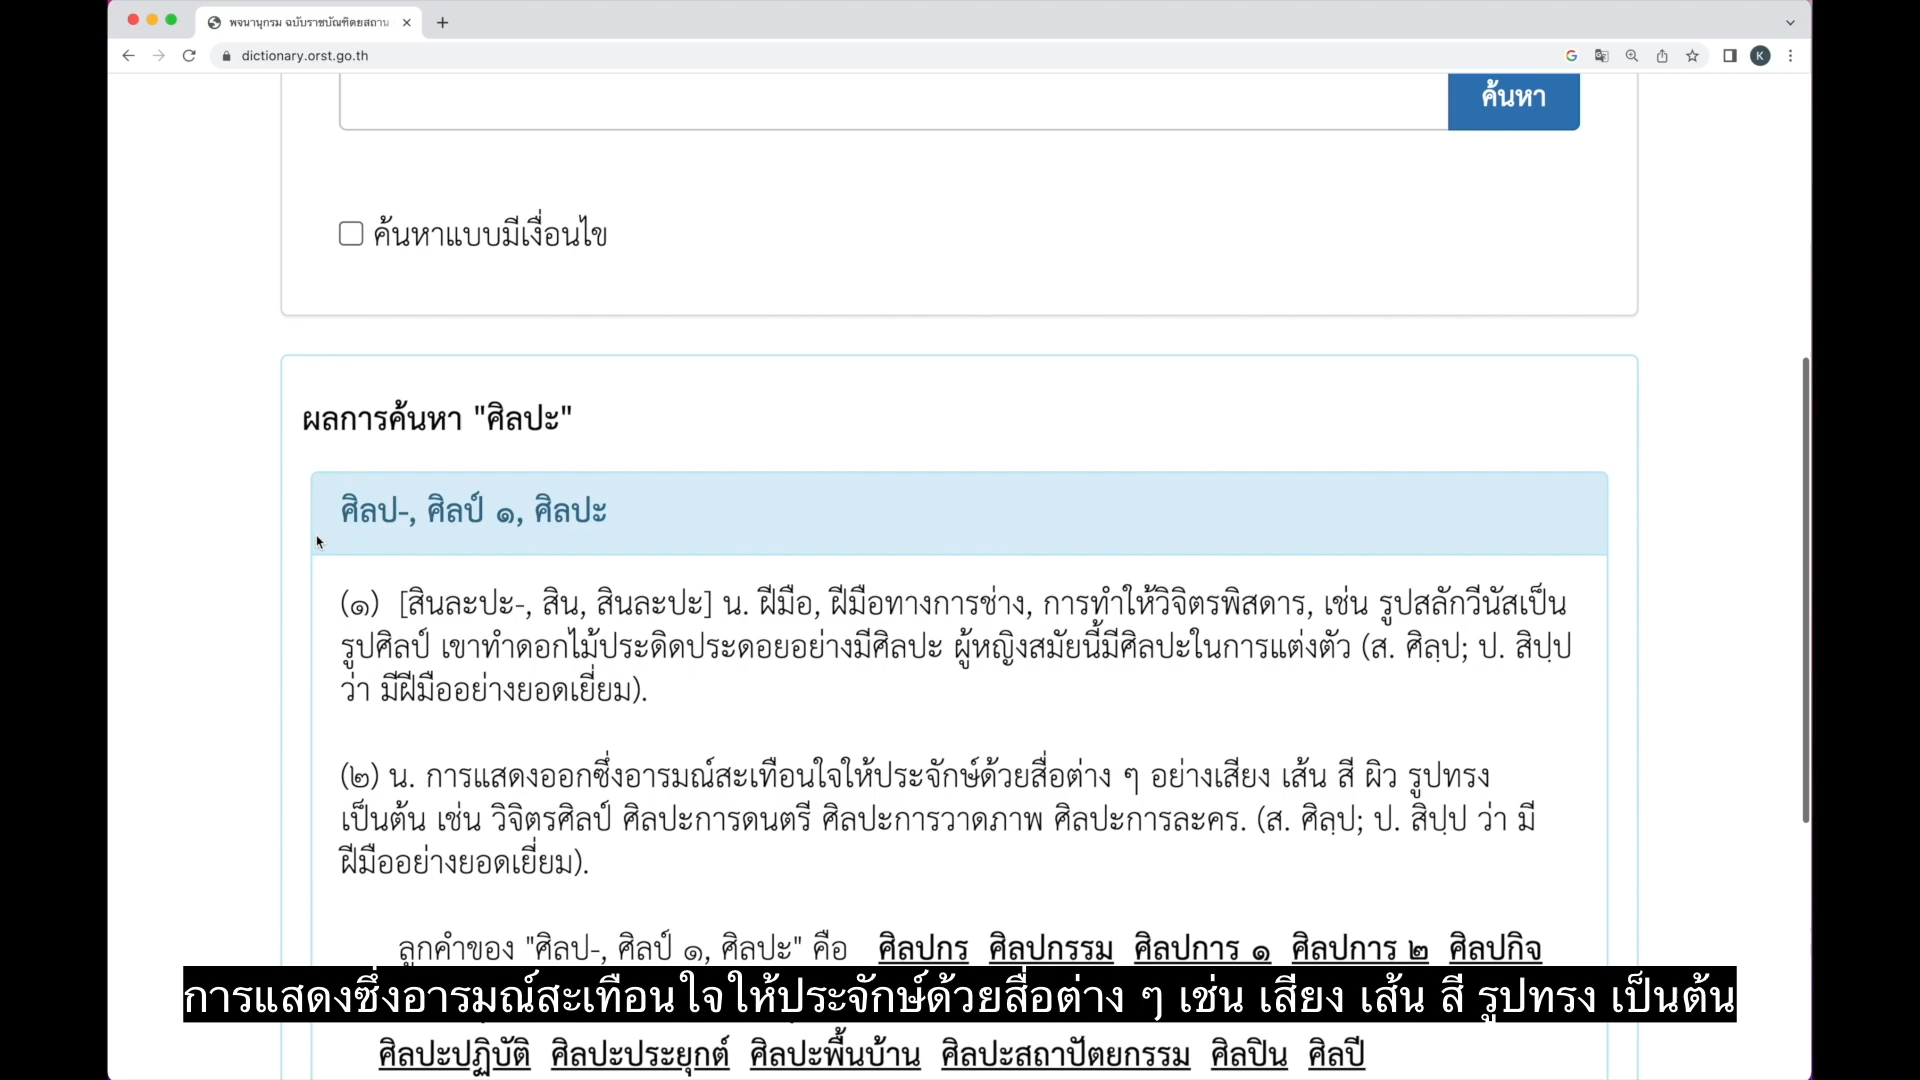 พจนานุกรม ฉบับราชบัณฑิตยสถาน
dictionary.orst.go.th
K
ค้นหา
ค้นหาแบบมีเงื่อนไข
ผลการค้นหา "ศิลปะ"
ศิลป-, ศิลป์ ๑, ศิลปะ
(๑) [สินละปะ-, สิน, สินละปะ] น. ฝีมือ, ฝีมือทางการช่าง, การทำให้วิจิตรพิสดาร, เช่น รูปสลักวีนัสเป็น
รูปศิลป์ เขาทำดอกไม้ประดิดประดอยอย่างมีศิลปะ ผู้หญิงสมัยนี้มีศิลปะในการแต่งตัว (ส. ศิลฺป; ป. สิปฺป
ว่า มีฝีมืออย่างยอดเยี่ยม).
(๒) น. การแสดงออกซึ่งอารมณ์สะเทือนใจให้ประจักษ์ด้วยสื่อต่าง ๆ อย่างเสียง เส้น สี ผิว รูปทรง
เป็นต้น เช่น วิจิตรศิลป์ ศิลปะการดนตรี ศิลปะการวาดภาพ ศิลปะการละคร. (ส. ศิลฺป; ป. สิปฺป ว่า มี
ฝีมืออย่างยอดเยี่ยม).
ลูกคำของ "ศิลป-, ศิลป์ ๑, ศิลปะ" คือ ศิลปกร ศิลปกรรม ศิลปการ ๑ ศิลปการ ๒ ศิลปกิจ
การแสดงซึ่งอารมณ์สะเทือนใจให้ประจักษ์ด้วยสื่อต่าง ๆ เช่น เสียง เส้น สี รูปทรง เป็นต้น
ศิลปะปฏิบัติ ศิลปะประยุกต์ ศิลปะพื้นบ้าน ศิลปะสถาปัตยกรรม ศิลปิน ศิลปี